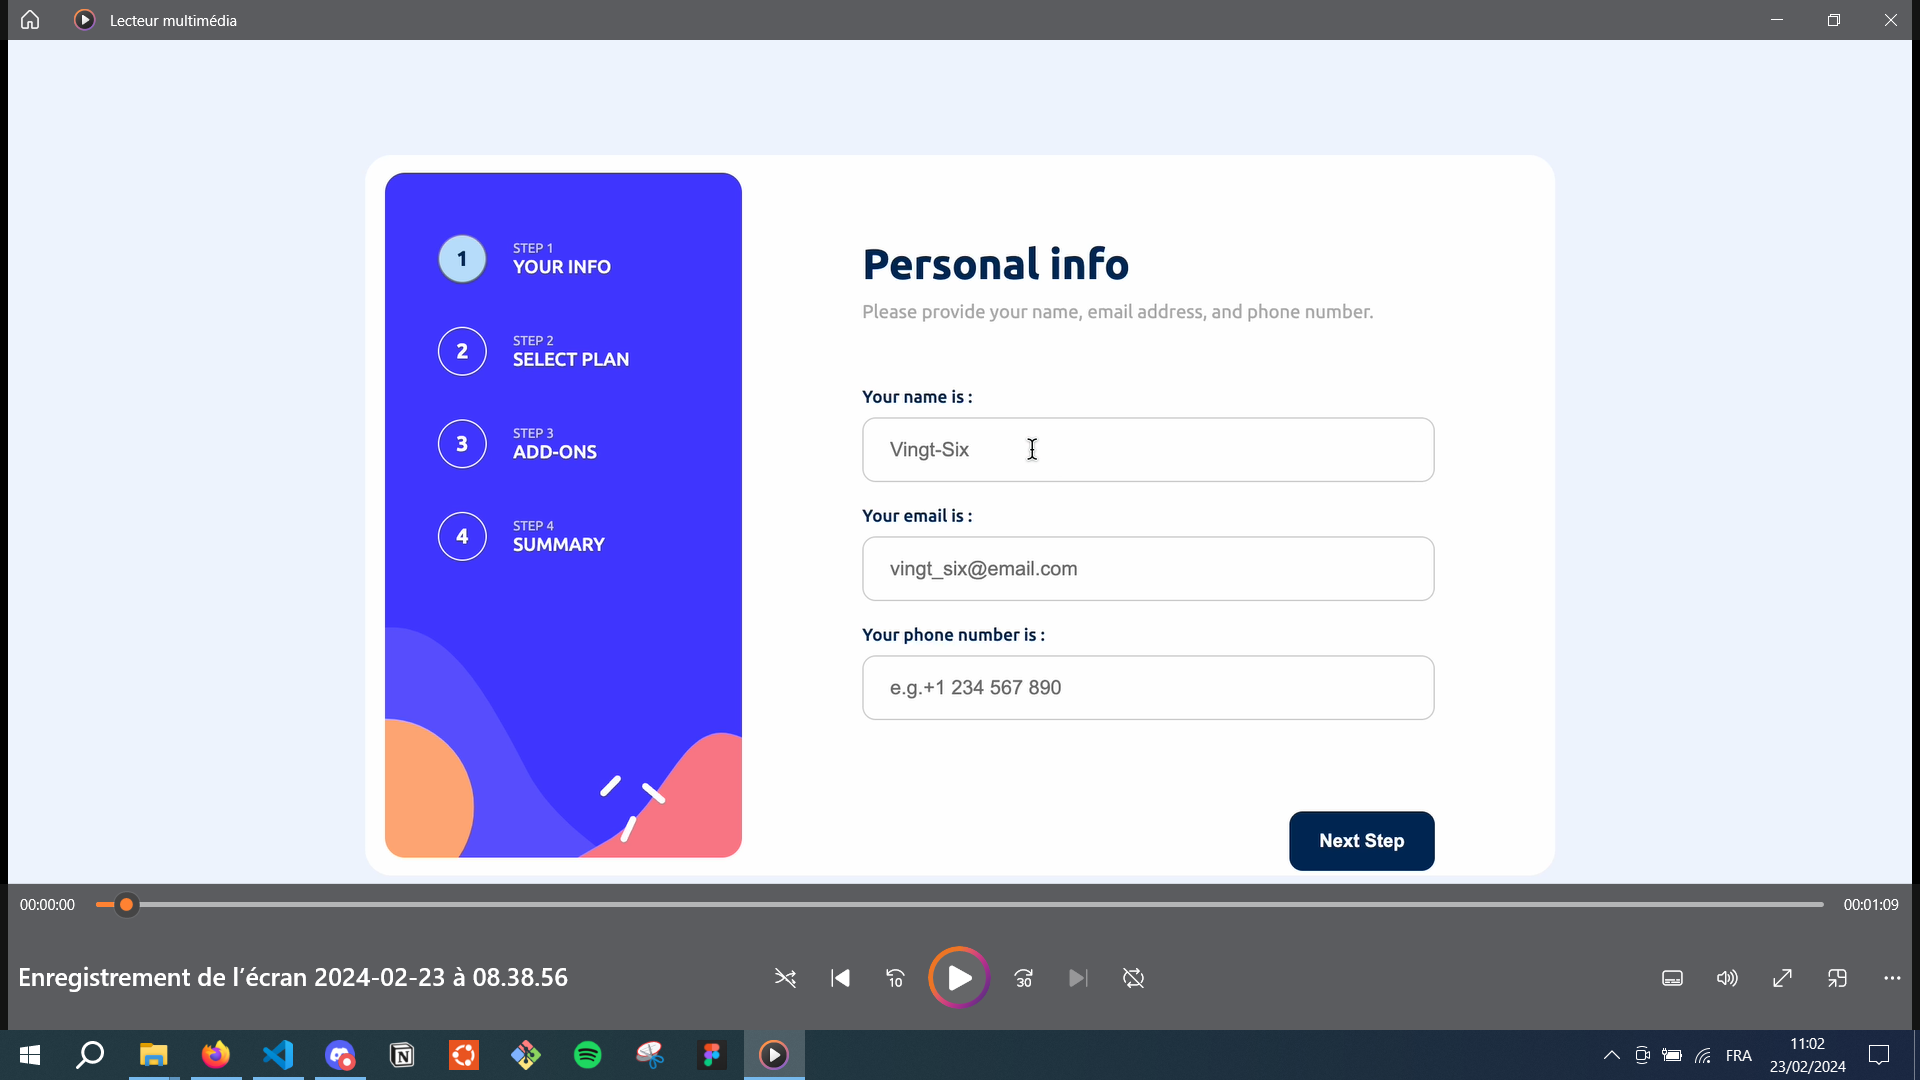 Lecteur multimédia
1
STEP 1
YOUR INFO
2
STEP 2
SELECT PLAN
3
STEP 3
ADD-ONS
4
STEP 4
SUMMARY
Personal info
Please provide your name, email address, and phone number.
Your name is :
Vingt-Six
Your email is :
vingt_six@email.com
Your phone number is :
e.g.+1 234 567 890
Next Step
00:00:00
00:01:09
Enregistrement de l’écran 2024-02-23 à 08.38.56
10
30
FRA
11:02
23/02/2024